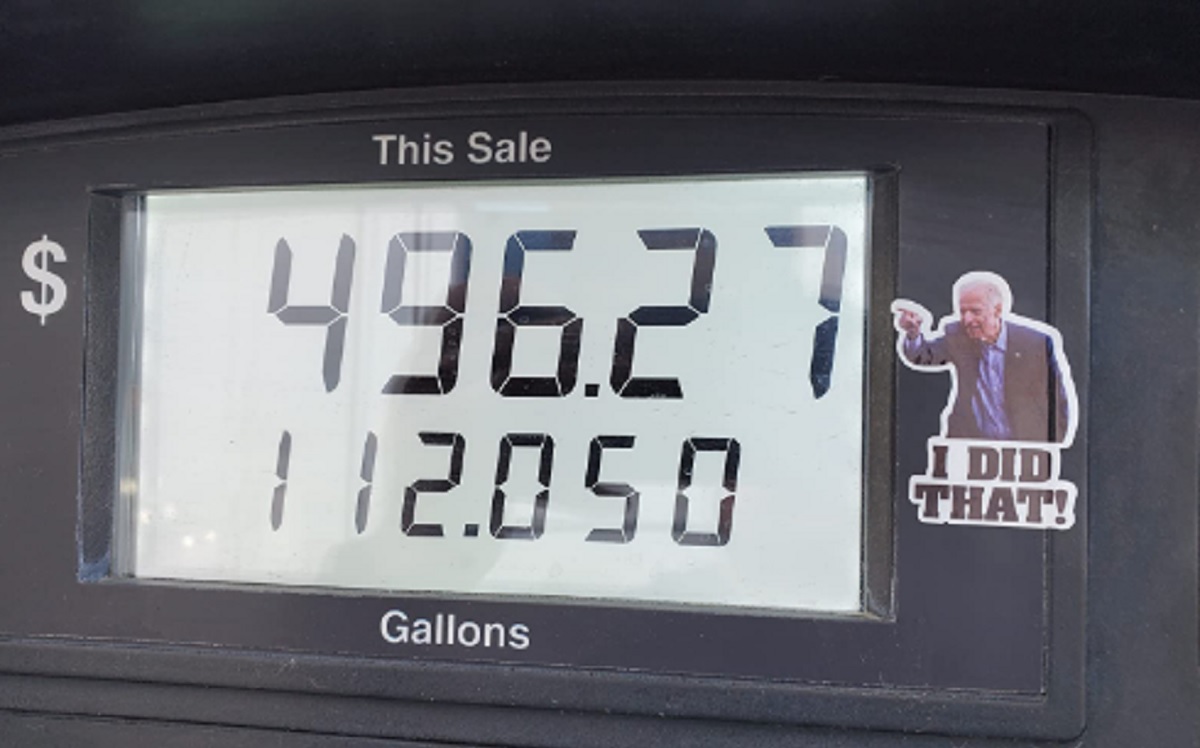 This Sale
$ 496.27
112.050
Gallons
I DID
THAT!